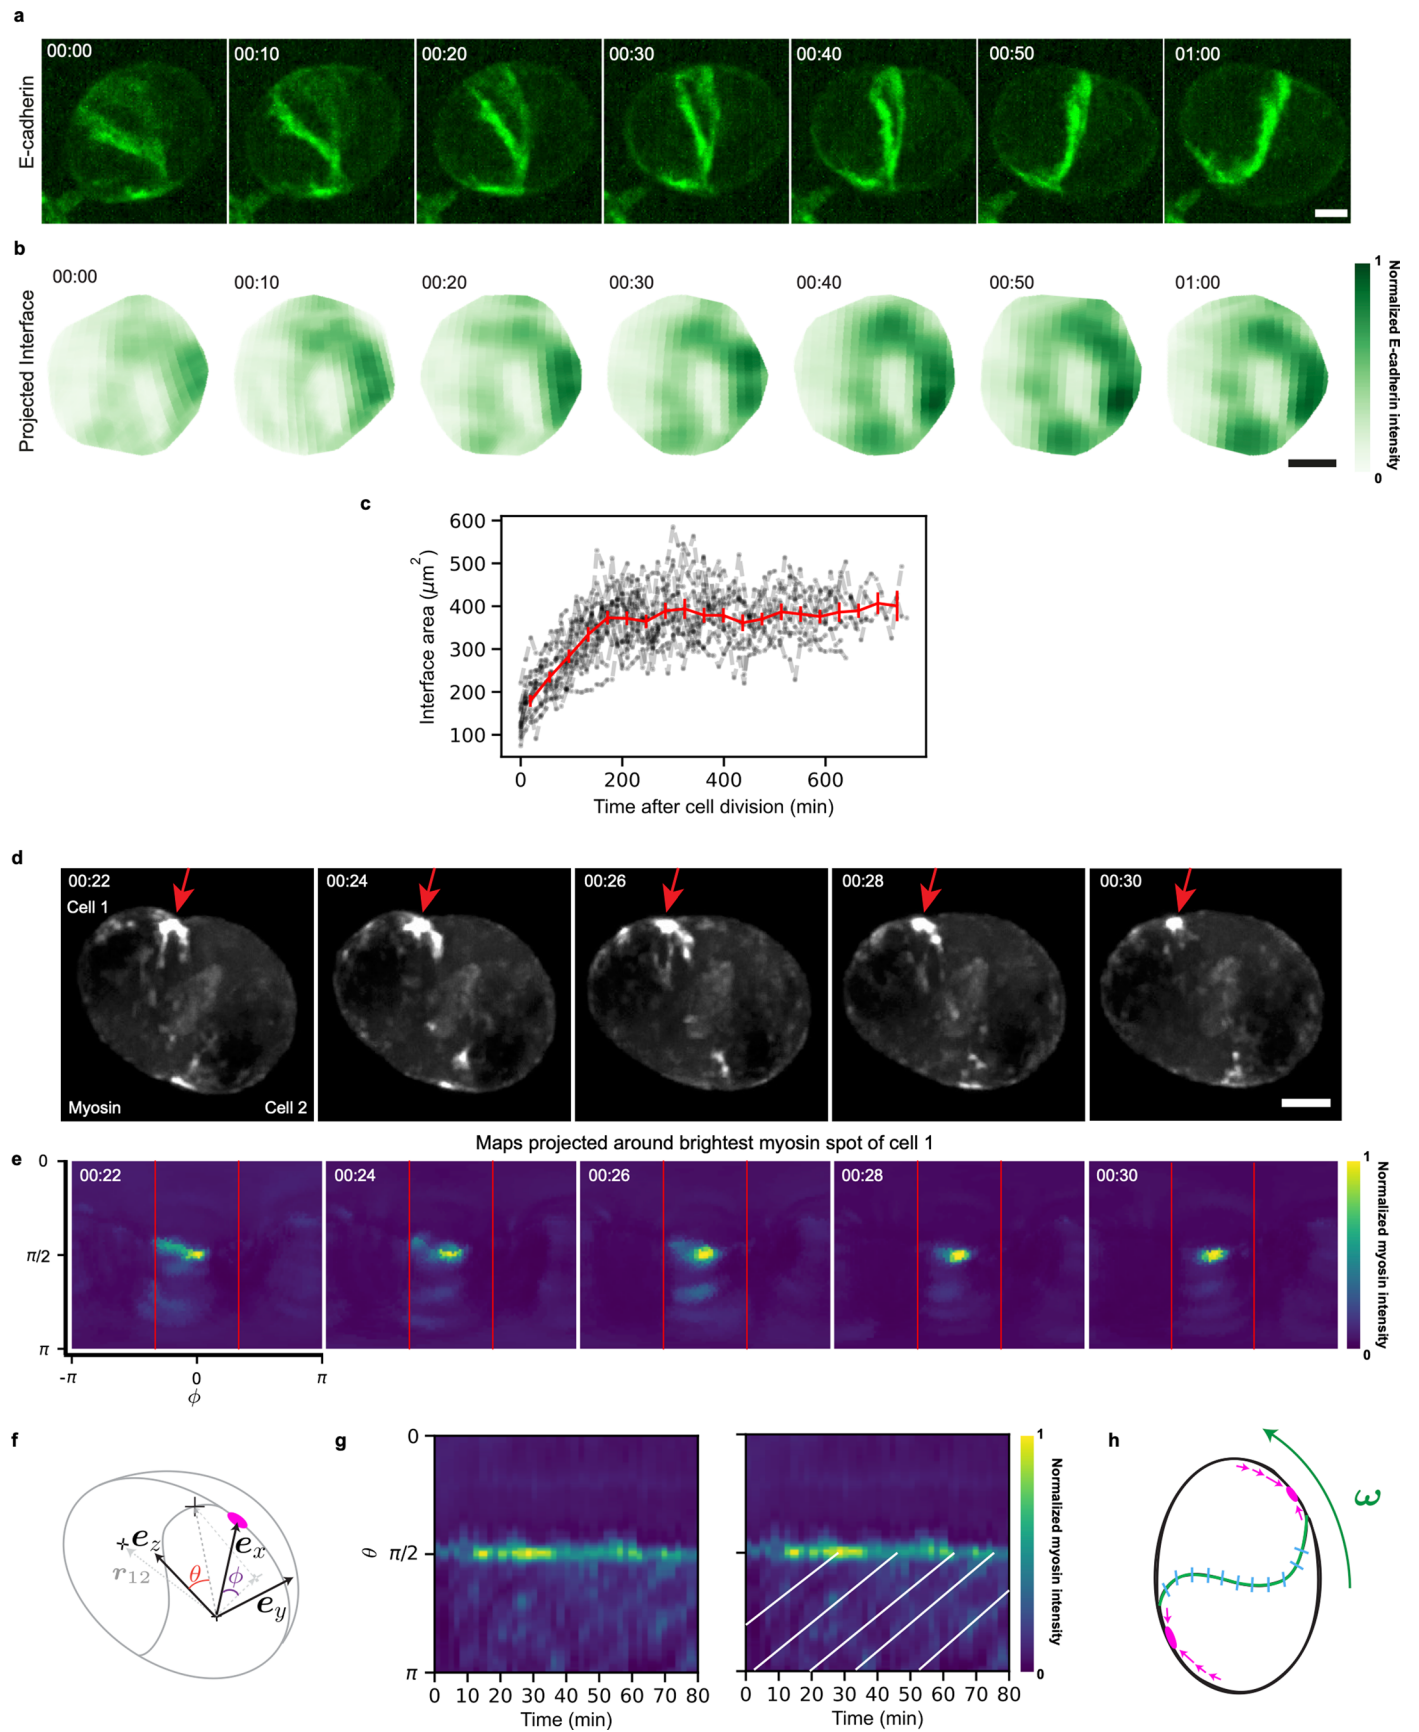 a
E-cadherin
00:00
00:10
00:20
00:30
00:40
00:50
01:00
b
Projected Interface
00:00
00:10
00:20
00:30
00:40
00:50
01:00
1
0
Normalized E-cadherin intensity
c
Interface area (μm²)
600
500
400
300
200
100
0 200 400 600
Time after cell division (min)
d
00:22
00:24
00:26
00:28
00:30
Cell 1
Myosin
Cell 2
Maps projected around brightest myosin spot of cell 1
e
0
π/2
π
00:22
00:24
00:26
00:28
00:30
-π 0 π
ϕ
1
0
Normalized myosin intensity
f
e_z
e_x
e_y
r_12
θ
ϕ
g
θ
0
π/2
π
0 10 20 30 40 50 60 70 80
Time (min)
0 10 20 30 40 50 60 70 80
Time (min)
1
0
Normalized myosin intensity
h
ω